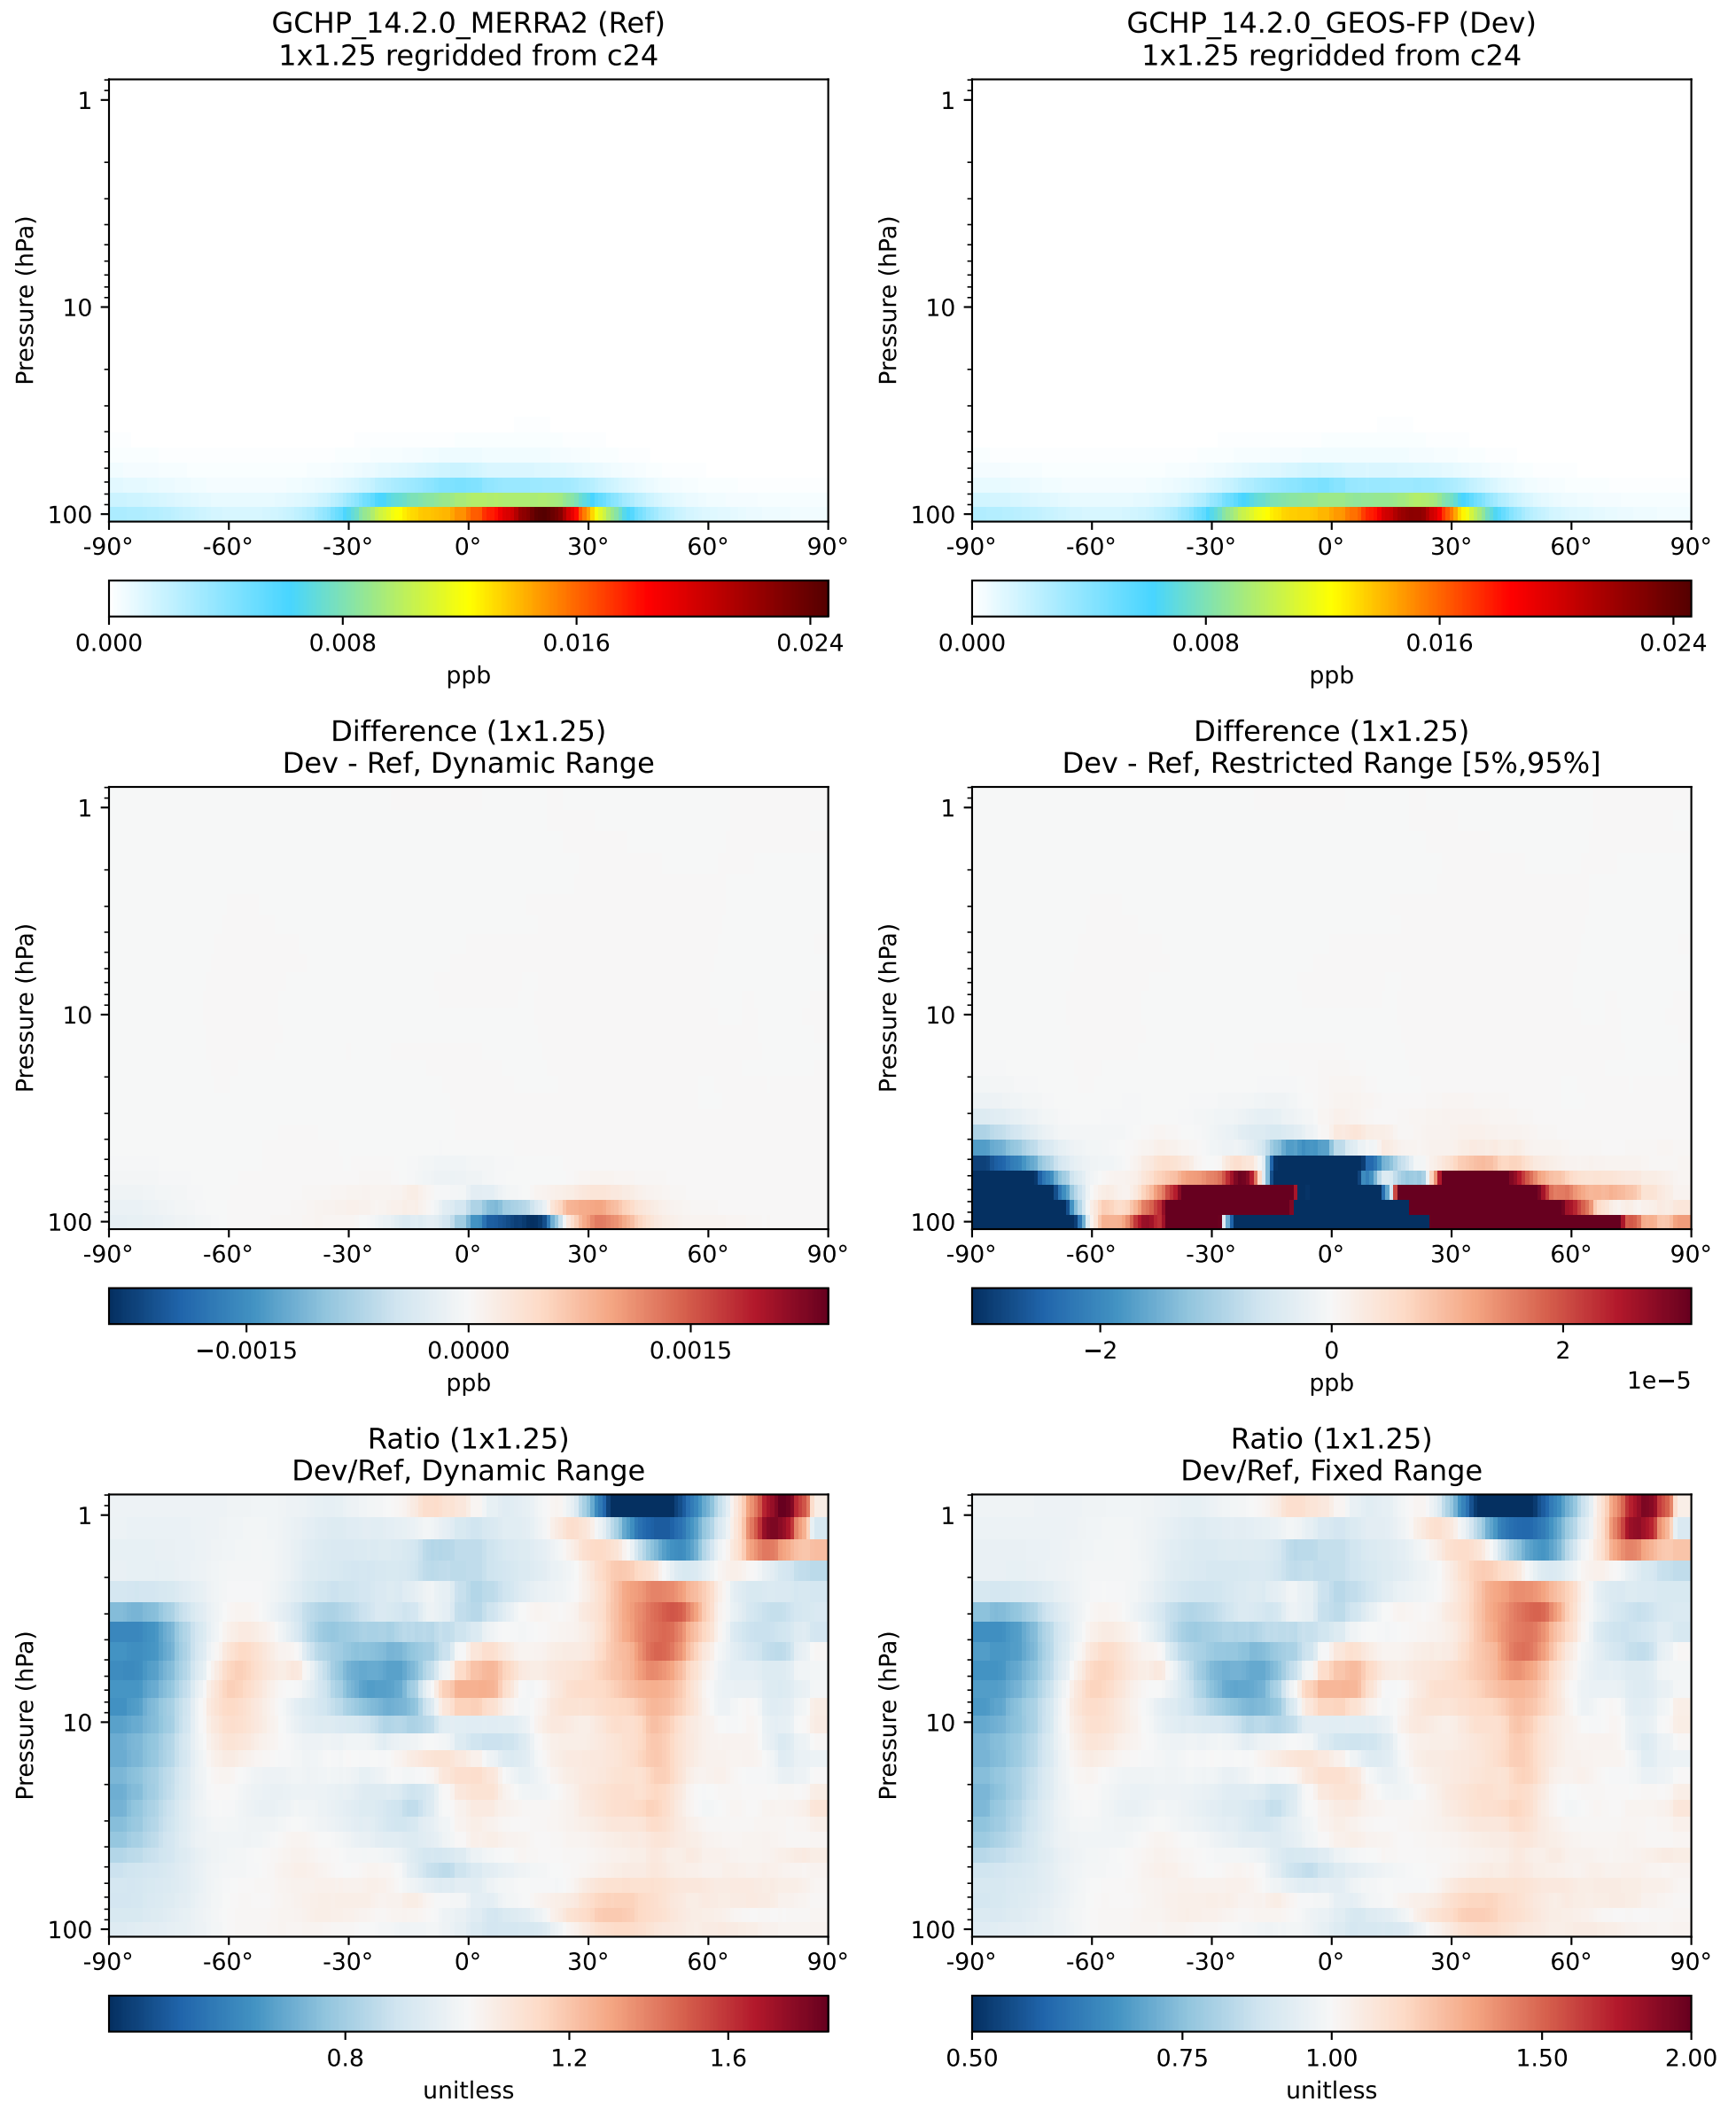 GCHP_14.2.0_MERRA2 (Ref)
1x1.25 regridded from c24
Pressure (hPa)
1
10
100
-90° -60° -30° 0° 30° 60° 90°
0.000 0.008 0.016 0.024
ppb
GCHP_14.2.0_GEOS-FP (Dev)
1x1.25 regridded from c24
Pressure (hPa)
1
10
100
-90° -60° -30° 0° 30° 60° 90°
0.000 0.008 0.016 0.024
ppb
Difference (1x1.25)
Dev - Ref, Dynamic Range
Pressure (hPa)
1
10
100
-90° -60° -30° 0° 30° 60° 90°
−0.0015 0.0000 0.0015
ppb
Difference (1x1.25)
Dev - Ref, Restricted Range [5%,95%]
Pressure (hPa)
1
10
100
-90° -60° -30° 0° 30° 60° 90°
−2 0 2
1e−5
ppb
Ratio (1x1.25)
Dev/Ref, Dynamic Range
Pressure (hPa)
1
10
100
-90° -60° -30° 0° 30° 60° 90°
0.8 1.2 1.6
unitless
Ratio (1x1.25)
Dev/Ref, Fixed Range
Pressure (hPa)
1
10
100
-90° -60° -30° 0° 30° 60° 90°
0.50 0.75 1.00 1.50 2.00
unitless